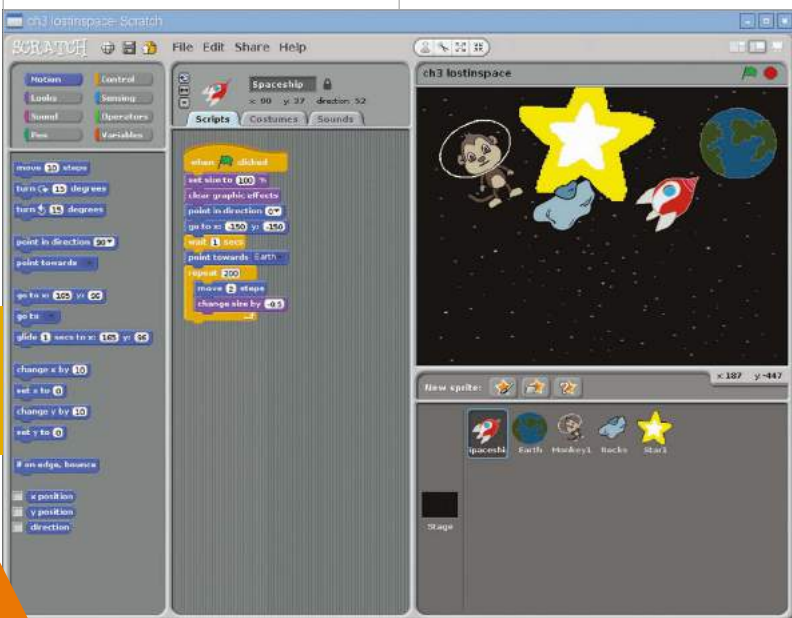 ch3 lostinspace-Scratch
SCRATCH File Edit Share Help
Motion Control
Looks Sensing
Sound Operators
Pen Variables
move 10 steps
turn 15 degrees
turn 15 degrees
point in direction 90
point towards
go to x: 165 y: 96
go to
glide 1 secs to x: 165 y: 96
change x by 10
set x to 0
change y by 10
set y to 0
if on edge, bounce
x position
y position
direction
Spaceship
x: 90 y: 37 direction: 52
Scripts Costumes Sounds
when clicked
set size to 100 %
clear graphic effects
point in direction 0
go to x: -150 y: -150
wait 1 secs
point towards Earth
repeat 200
move 2 steps
change size by -0.5
ch3 lostinspace
x: 187 y: -447
New sprite:
Spaceshi Earth Monkey1 Rocks Star1
Stage